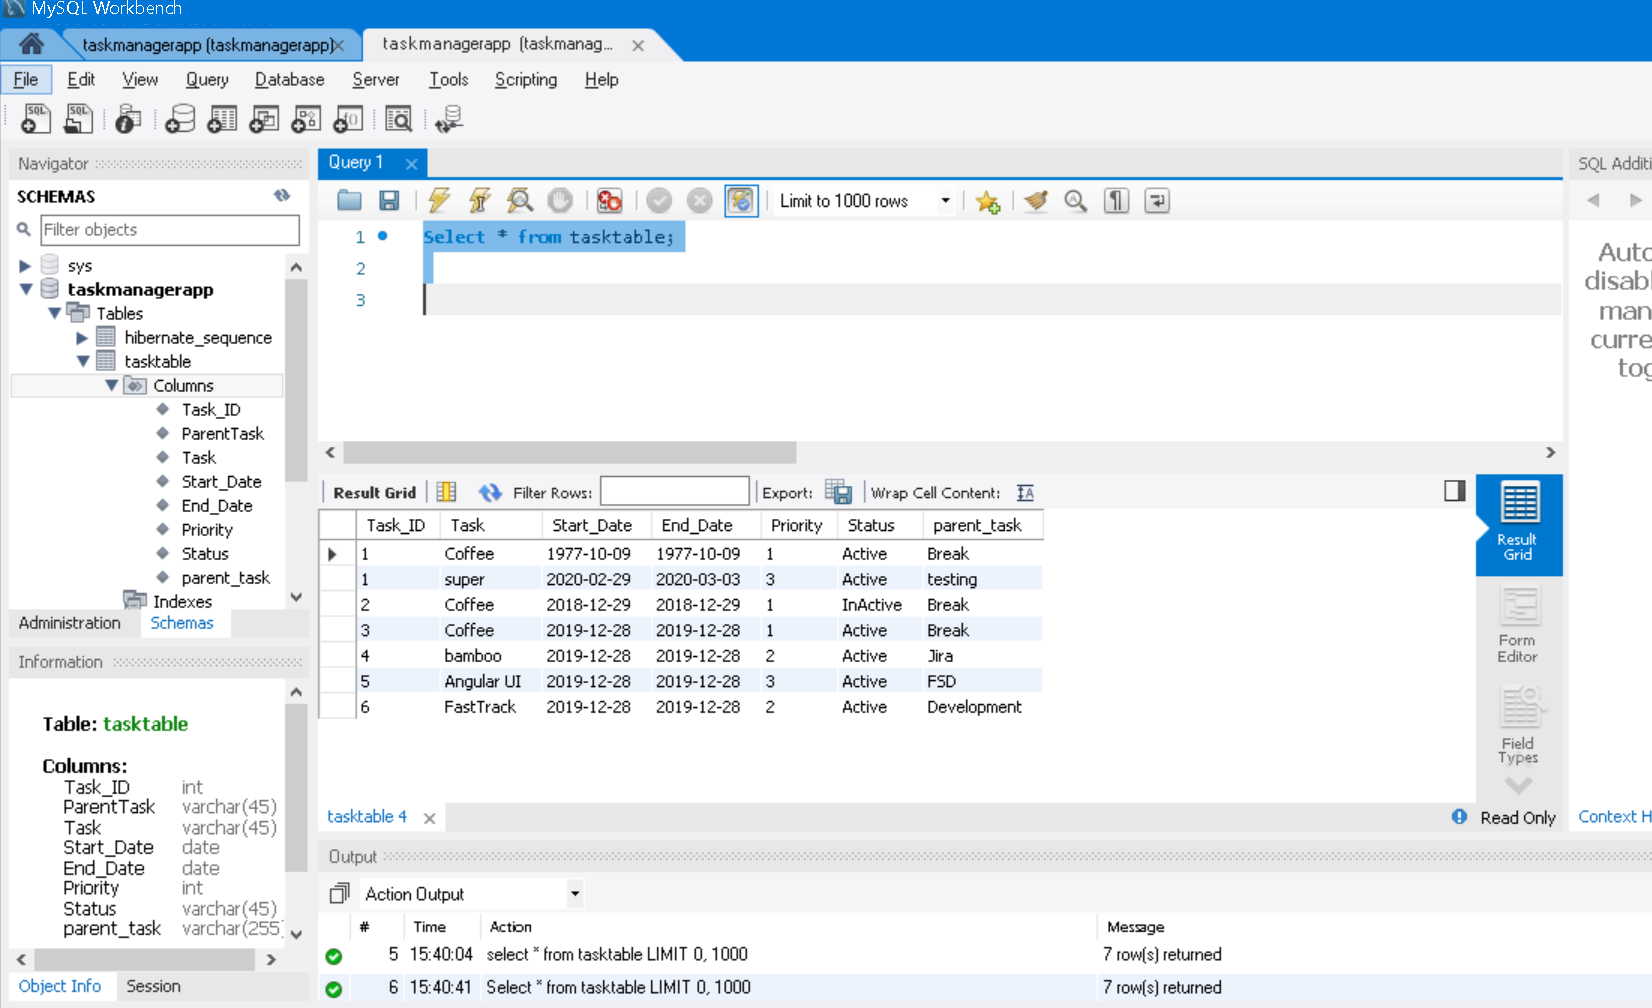 MySQL Workbench
taskmanagerapp (taskmanagerapp)
taskmanagerapp (taskmanag...
File Edit View Query Database Server Tools Scripting Help
Navigator
SCHEMAS
Filter objects
sys
taskmanagerapp
Tables
hibernate_sequence
tasktable
Columns
Task_ID
ParentTask
Task
Start_Date
End_Date
Priority
Status
parent_task
Indexes
Administration Schemas
Information
Table: tasktable
Columns:
Task_ID int
ParentTask varchar(45)
Task varchar(45)
Start_Date date
End_Date date
Priority int
Status varchar(45)
parent_task varchar(255)
Object Info Session
Query 1
Limit to 1000 rows
1 Select * from tasktable;
2
3
Result Grid Filter Rows: Export: Wrap Cell Content:
Task_ID Task Start_Date End_Date Priority Status parent_task
1 Coffee 1977-10-09 1977-10-09 1 Active Break
1 super 2020-02-29 2020-03-03 3 Active testing
2 Coffee 2018-12-29 2018-12-29 1 InActive Break
3 Coffee 2019-12-28 2019-12-28 1 Active Break
4 bamboo 2019-12-28 2019-12-28 2 Active Jira
5 Angular UI 2019-12-28 2019-12-28 3 Active FSD
6 FastTrack 2019-12-28 2019-12-28 2 Active Development
Result
Grid
Form
Editor
Field
Types
tasktable 4
Read Only
Output
Action Output
# Time Action Message
5 15:40:04 select * from tasktable LIMIT 0, 1000 7 row(s) returned
6 15:40:41 Select * from tasktable LIMIT 0, 1000 7 row(s) returned
SQL Additi
Auto
disabl
man
curre
tog
Context H